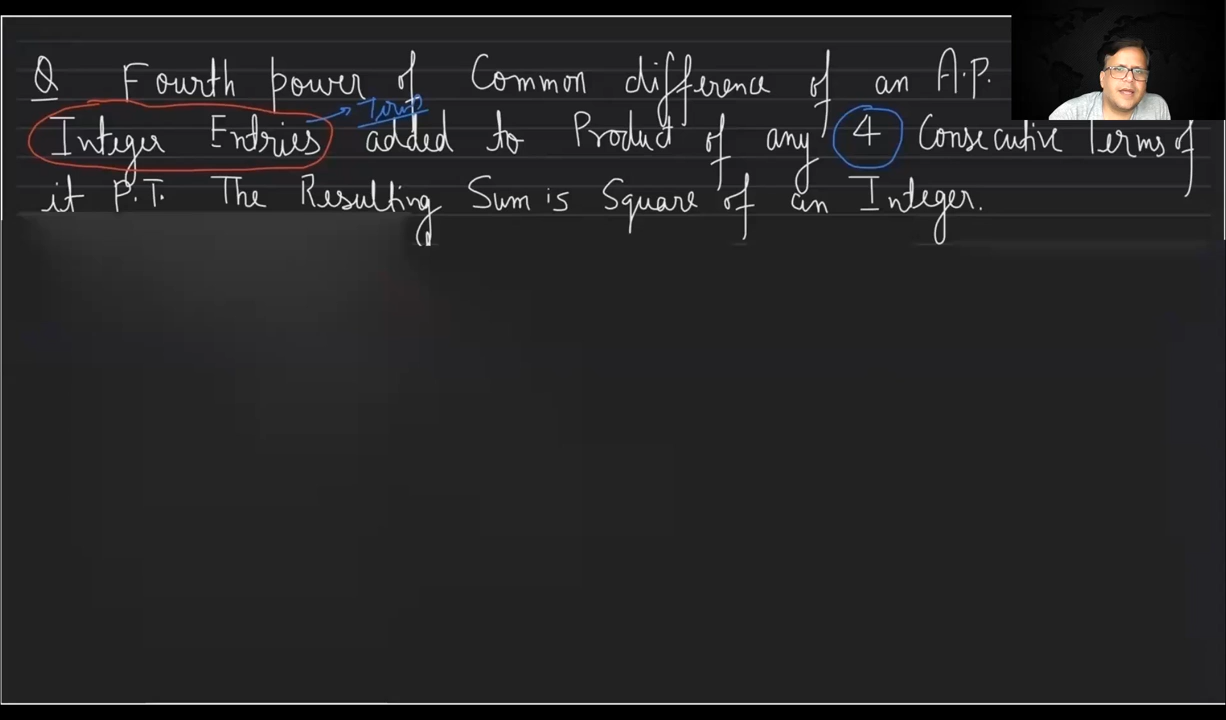 Q Fourth power of Common difference of an A.P.
Integer Entries → Terms added to Product of any 4 Consecutive Terms of
it P.T. The Resulting Sum is Square of an Integer.